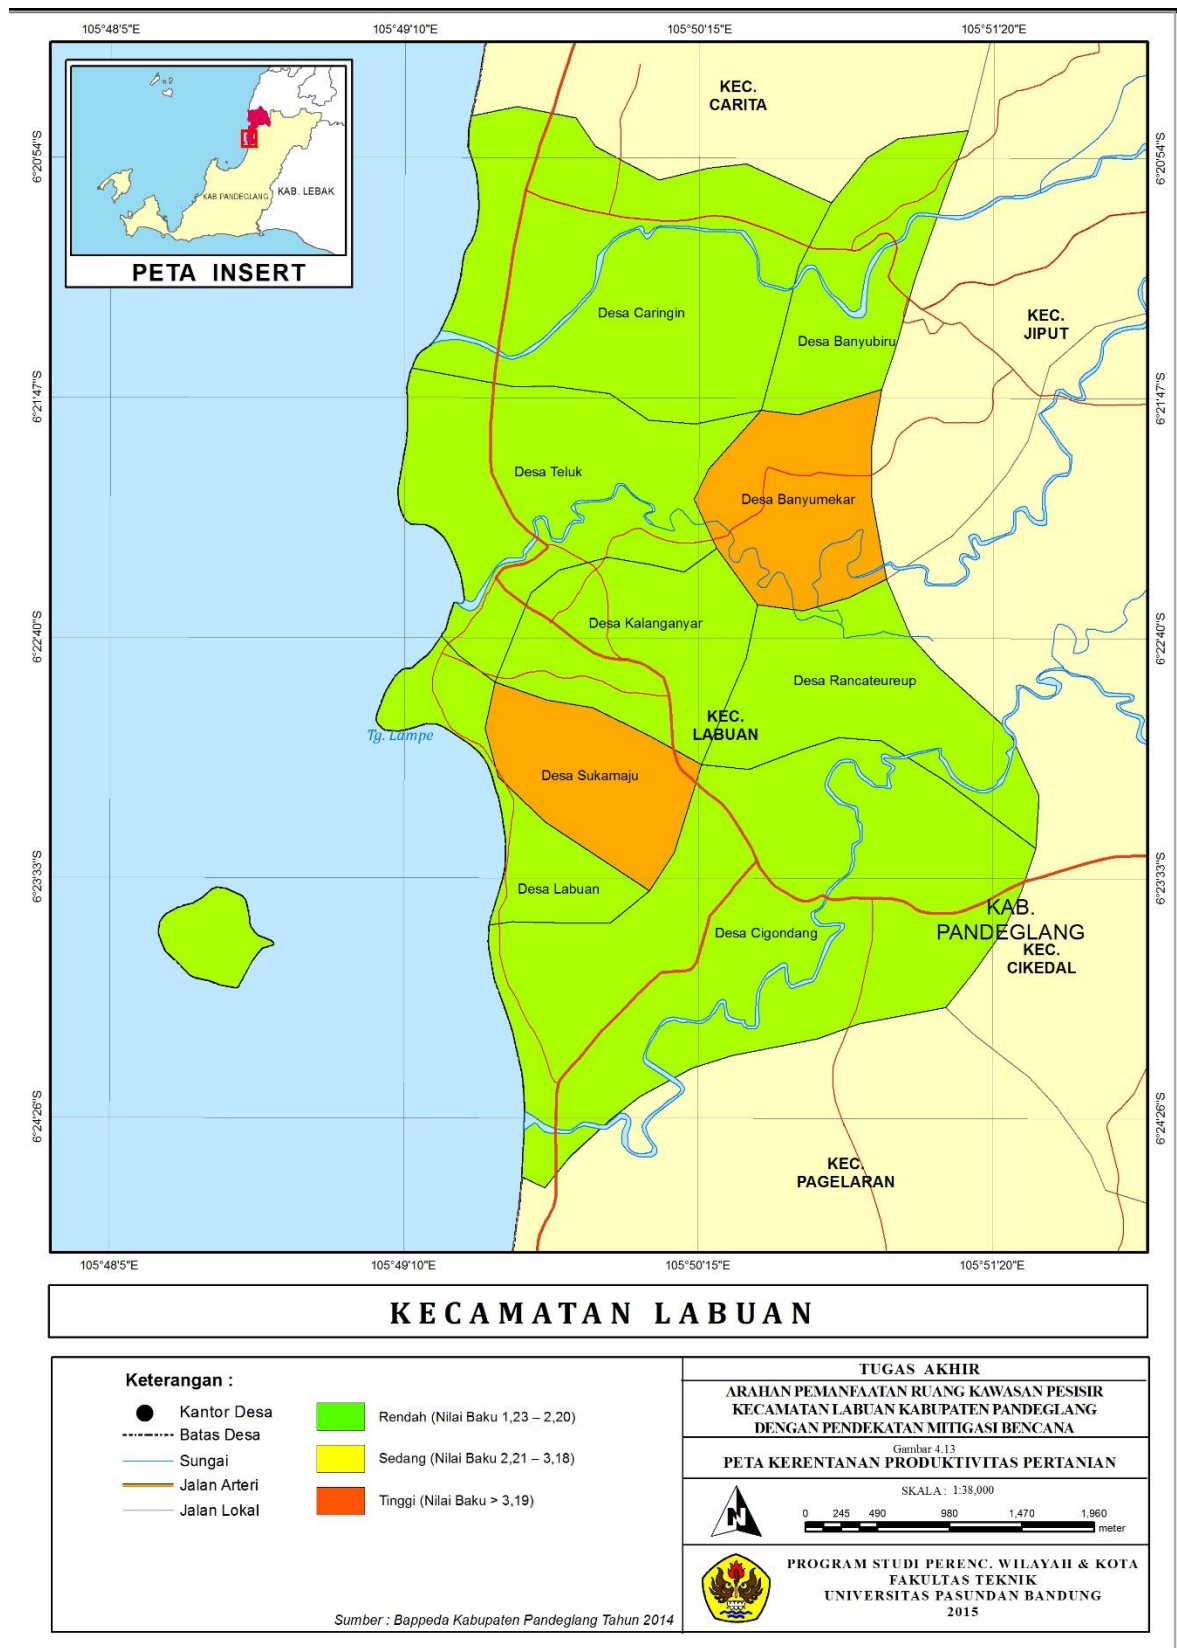 105°48'5"E
105°49'10"E
105°50'15"E
105°51'20"E
6°20'54"S
6°20'54"S
6°21'47"S
6°21'47"S
6°22'40"S
6°22'40"S
6°23'33"S
6°23'33"S
6°24'26"S
6°24'26"S
KAB. PANDEGLANG
KAB. LEBAK
PETA INSERT
KEC.
CARITA
Desa Caringin
KEC.
JIPUT
Desa Banyubiru
Desa Teluk
Desa Banyumekar
Desa Kalanganyar
Desa Rancateureup
KEC.
LABUAN
Tg. Lampe
Desa Sukamaju
Desa Labuan
Desa Cigondang
KAB.
PANDEGLANG
KEC.
CIKEDAL
KEC.
PAGELARAN
105°48'5"E
105°49'10"E
105°50'15"E
105°51'20"E
KECAMATAN LABUAN
Keterangan :
Kantor Desa
Batas Desa
Sungai
Jalan Arteri
Jalan Lokal
Rendah (Nilai Baku 1,23 – 2,20)
Sedang (Nilai Baku 2,21 – 3,18)
Tinggi (Nilai Baku > 3,19)
Sumber : Bappeda Kabupaten Pandeglang Tahun 2014
TUGAS AKHIR
ARAHAN PEMANFAATAN RUANG KAWASAN PESISIR
KECAMATAN LABUAN KABUPATEN PANDEGLANG
DENGAN PENDEKATAN MITIGASI BENCANA
Gambar 4.13
PETA KERENTANAN PRODUKTIVITAS PERTANIAN
SKALA : 1:38,000
N
0 245 490 980 1,470 1,960
meter
PROGRAM STUDI PERENC. WILAYAH & KOTA
FAKULTAS TEKNIK
UNIVERSITAS PASUNDAN BANDUNG
2015